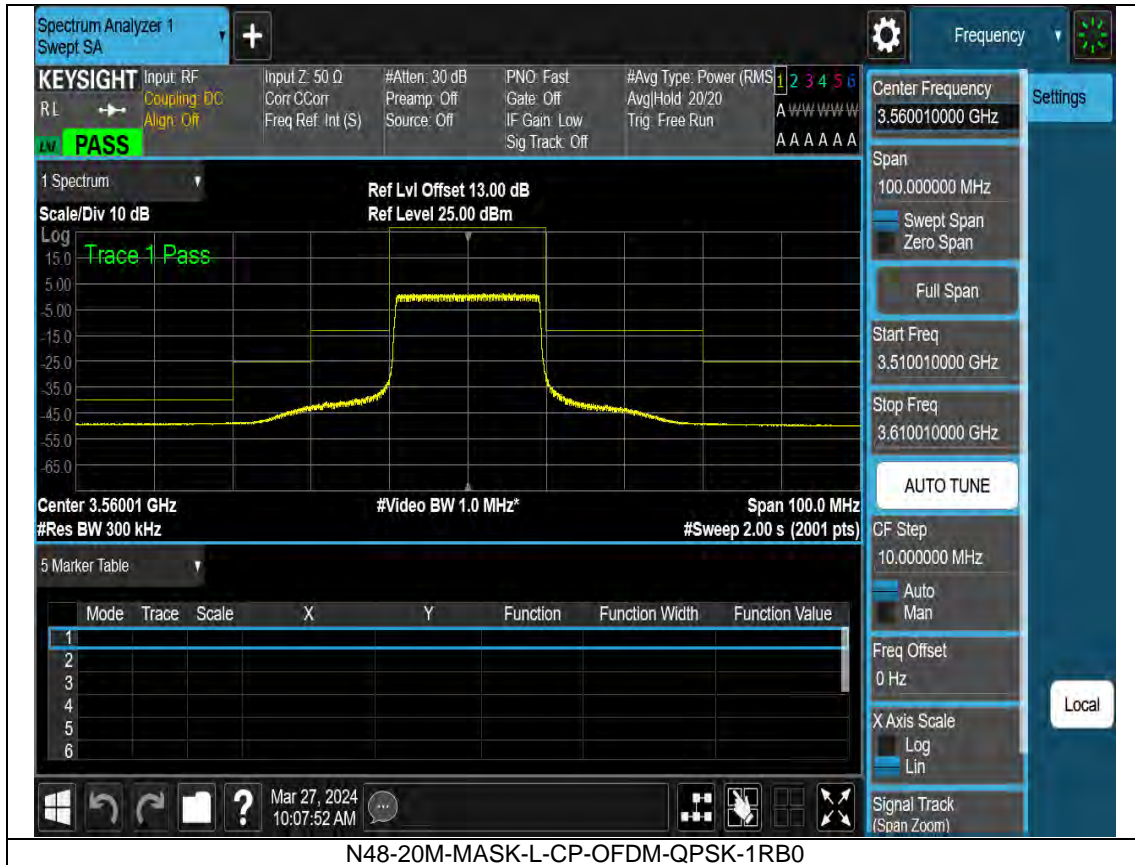 Spectrum Analyzer 1
Swept SA
+
Frequency
KEYSIGHT
RL
PASS
Input: RF
Coupling: DC
Align: Off
Input Z: 50 Ω
Corr CCorr
Freq Ref: Int (S)
#Atten: 30 dB
Preamp: Off
Source: Off
PNO: Fast
Gate: Off
IF Gain: Low
Sig Track: Off
#Avg Type: Power (RMS
Avg|Hold: 20/20
Trig: Free Run
1 2 3 4 5 6
A W W W W W
A A A A A A
1 Spectrum
Scale/Div 10 dB
Ref Lvl Offset 13.00 dB
Ref Level 25.00 dBm
Log
Trace 1 Pass
15.0
5.00
-5.00
-15.0
-25.0
-35.0
-45.0
-55.0
-65.0
Center 3.56001 GHz
#Video BW 1.0 MHz*
Span 100.0 MHz
#Res BW 300 kHz
#Sweep 2.00 s (2001 pts)
5 Marker Table
Mode Trace Scale X Y Function Function Width Function Value
1
2
3
4
5
6
Center Frequency
3.560010000 GHz
Settings
Span
100.000000 MHz
Swept Span
Zero Span
Full Span
Start Freq
3.510010000 GHz
Stop Freq
3.610010000 GHz
AUTO TUNE
CF Step
10.000000 MHz
Auto
Man
Freq Offset
0 Hz
Local
X Axis Scale
Log
Lin
Signal Track
(Span Zoom)
?
Mar 27, 2024
10:07:52 AM
N48-20M-MASK-L-CP-OFDM-QPSK-1RB0